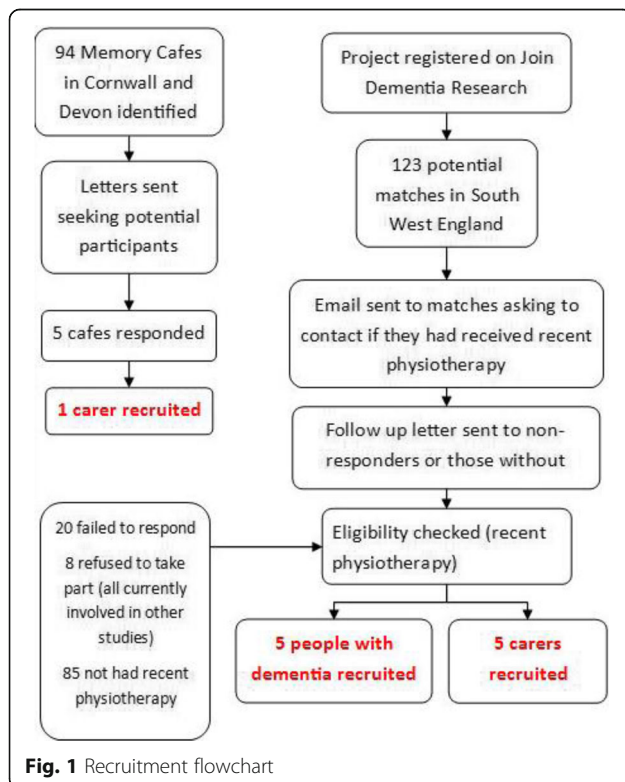 94 Memory Cafes
in Cornwall and
Devon identified
Letters sent
seeking potential
participants
5 cafes responded
1 carer recruited
Project registered on Join
Dementia Research
123 potential
matches in South
West England
Email sent to matches asking to
contact if they had received recent
physiotherapy
Follow up letter sent to non-
responders or those without
20 failed to respond
8 refused to take
part (all currently
involved in other
studies)
85 not had recent
physiotherapy
Eligibility checked (recent
physiotherapy)
5 people with
dementia recruited
5 carers
recruited
Fig. 1 Recruitment flowchart